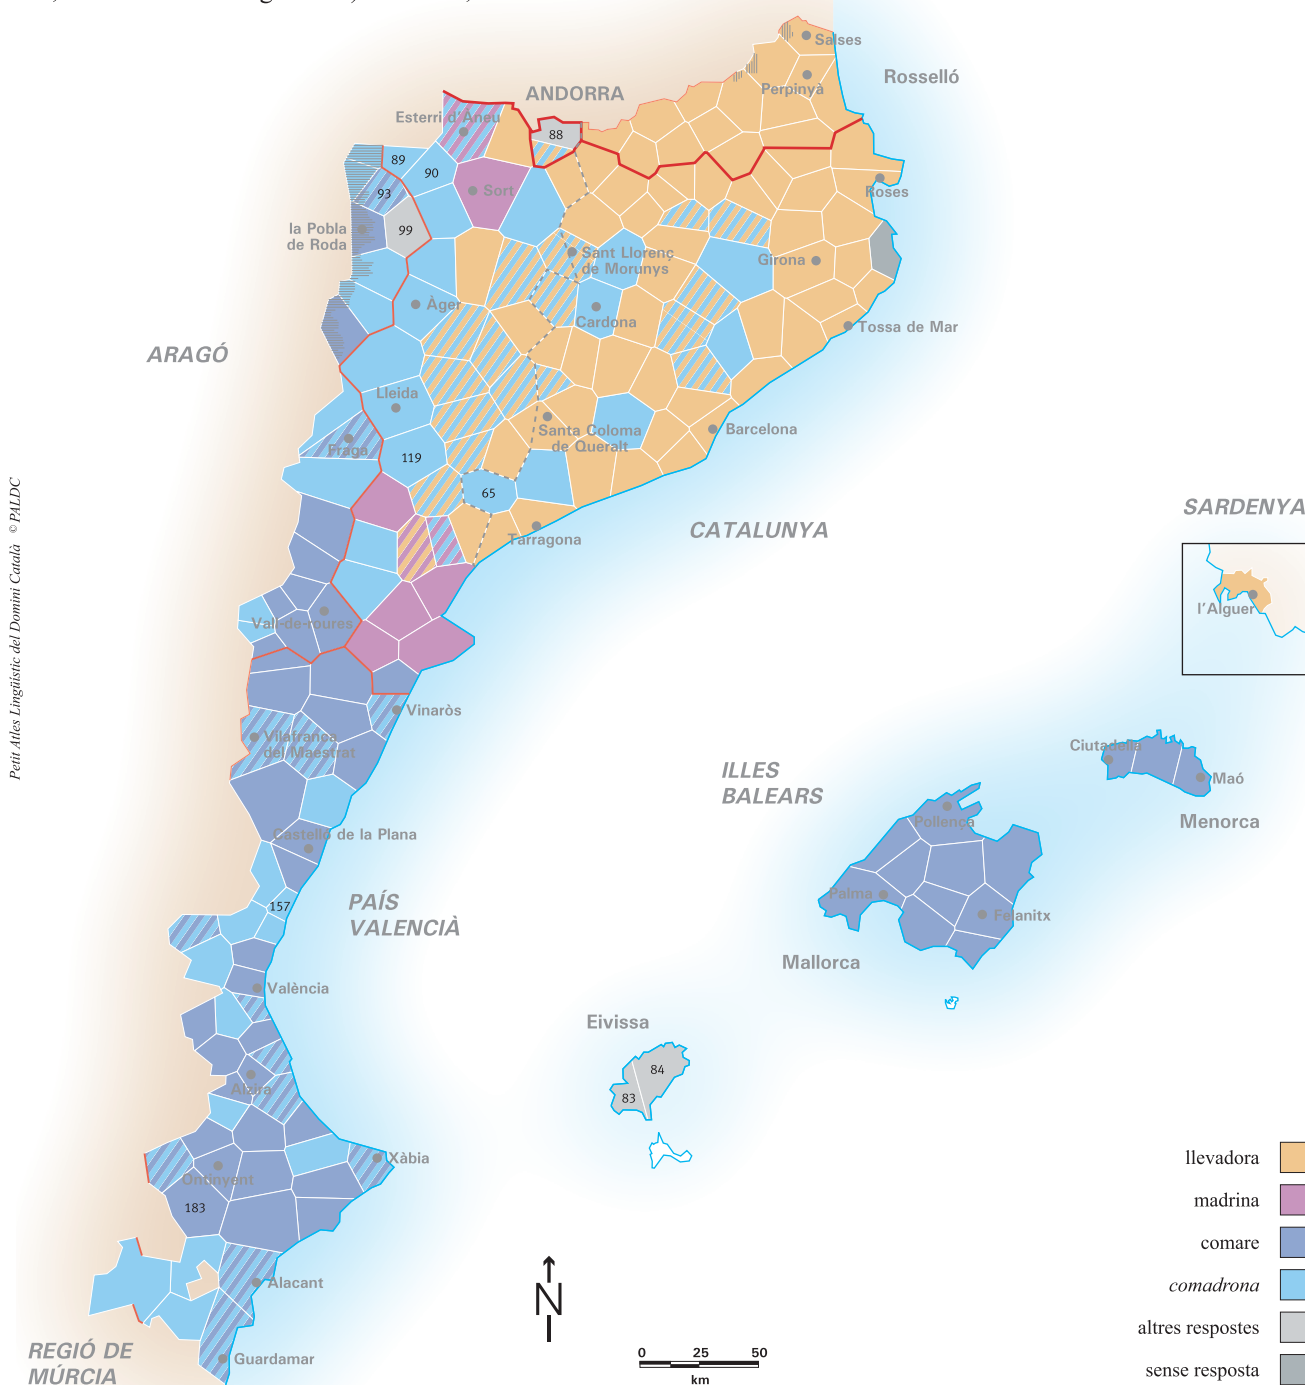 Salses
Rosselló
Perpinyà
ANDORRA
Esterri d'Àneu
88
89
90
93
Sort
Roses
99
la Pobla
de Roda
Sant Llorenç
de Morunys
Girona
Àger
Cardona
Tossa de Mar
ARAGÓ
Lleida
Santa Coloma
de Queralt
Barcelona
Fraga
119
65
Tarragona
CATALUNYA
SARDENYA
l'Alguer
Petit Atles Lingüístic del Domini Català © PALDC
Vall-de-roures
Vinaròs
Vilafranca
del Maestrat
ILLES
BALEARS
Ciutadella
Maó
Menorca
Pollença
Castelló de la Plana
Palma
Felanitx
157
PAÍS
VALENCIÀ
Mallorca
València
Eivissa
84
83
Alzira
Xàbia
Ontinyent
183
Alacant
Guardamar
REGIÓ DE
MÚRCIA
N
0 25 50
km
llevadora
madrina
comare
comadrona
altres respostes
sense resposta